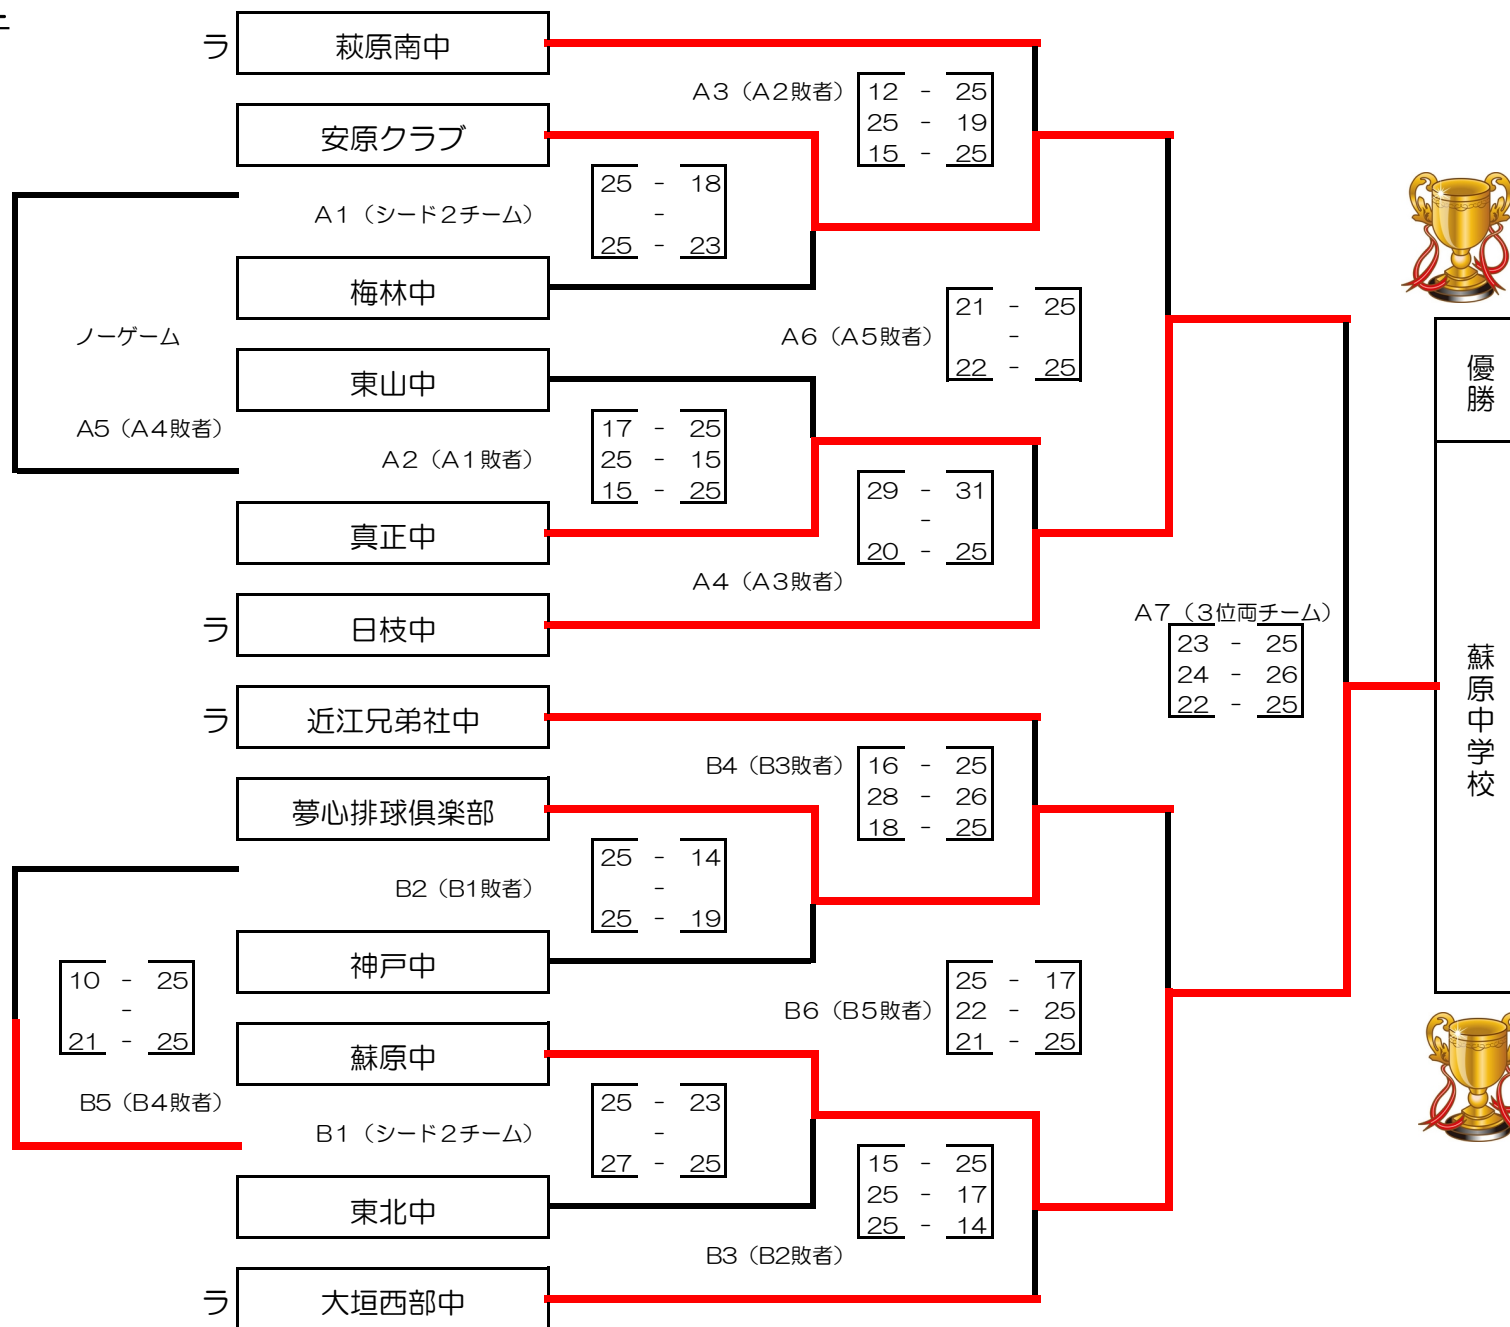 ラ 萩原南中
A3（A2敗者）
12 - 25
25 - 19
15 - 25
安原クラブ
A1（シード2チーム）
25 - 18
-
25 - 23
梅林中
ノーゲーム
A6（A5敗者）
21 - 25
-
22 - 25
東山中
A5（A4敗者）
A2（A1敗者）
17 - 25
25 - 15
15 - 25
29 - 31
-
20 - 25
真正中
A4（A3敗者）
ラ 日枝中
A7（3位両チーム）
23 - 25
24 - 26
22 - 25
優勝
蘇原中学校
ラ 近江兄弟社中
B4（B3敗者）
16 - 25
28 - 26
18 - 25
夢心排球倶楽部
B2（B1敗者）
25 - 14
-
25 - 19
神戸中
10 - 25
-
21 - 25
B6（B5敗者）
25 - 17
22 - 25
21 - 25
蘇原中
B5（B4敗者）
B1（シード2チーム）
25 - 23
-
27 - 25
15 - 25
25 - 17
25 - 14
東北中
B3（B2敗者）
ラ 大垣西部中